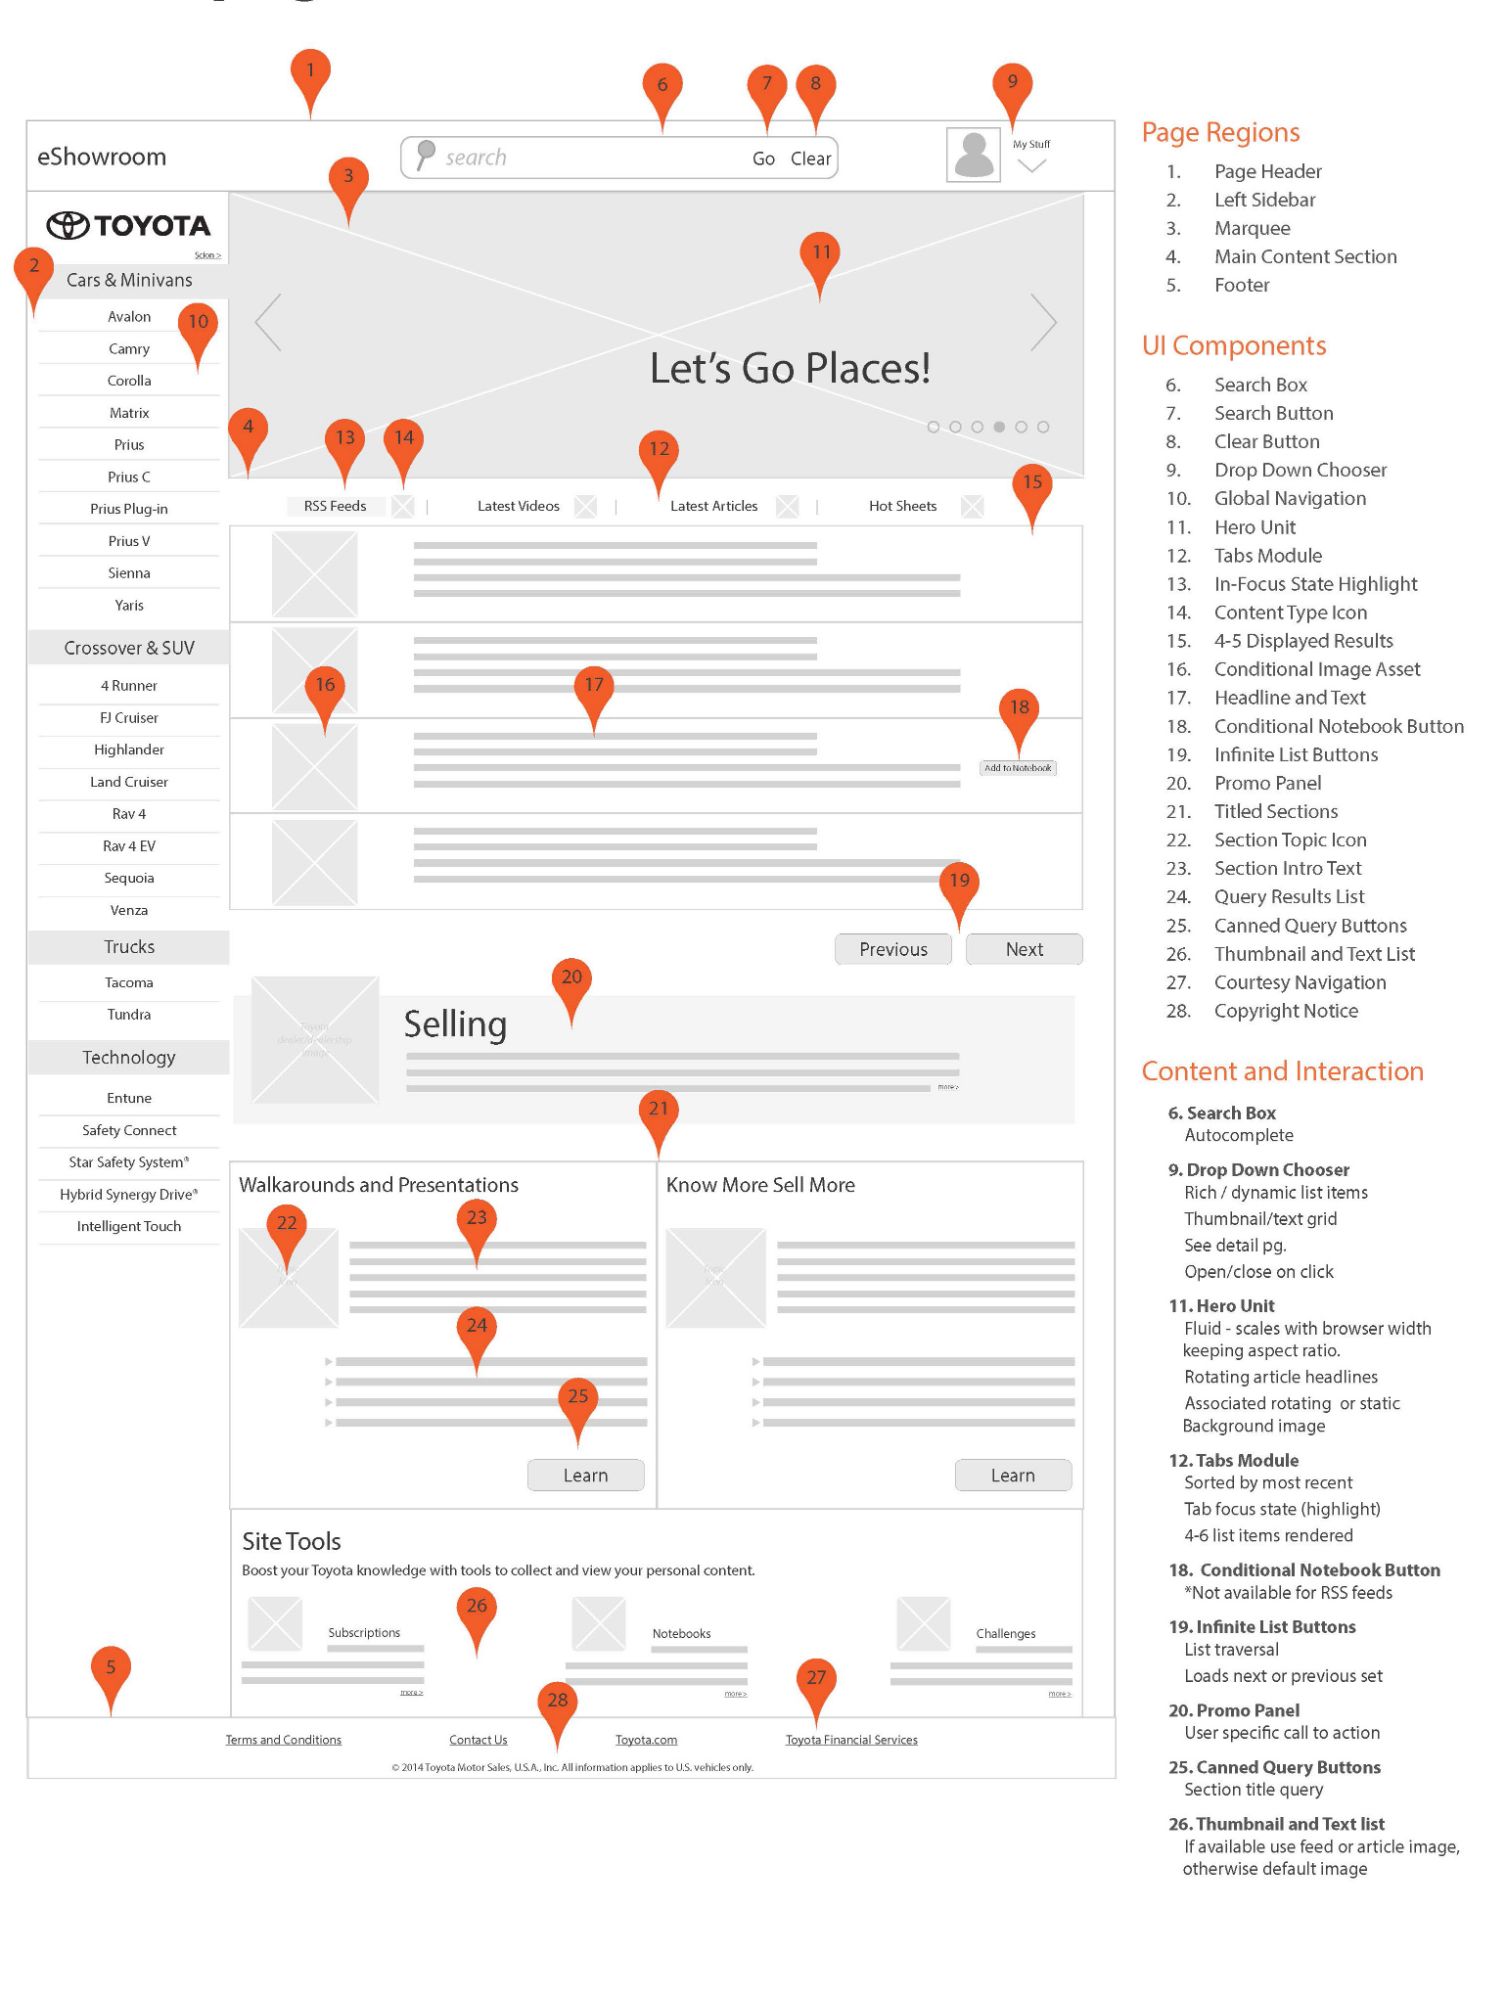 1
6
7
8
9
eShowroom
search
Go Clear
My Stuff
3
TOYOTA
Scion >
2
Cars & Minivans
10
Avalon
Camry
Corolla
Matrix
Prius
Prius C
Prius Plug-in
Prius V
Sienna
Yaris
Crossover & SUV
4 Runner
FJ Cruiser
Highlander
Land Cruiser
Rav 4
Rav 4 EV
Sequoia
Venza
Trucks
Tacoma
Tundra
Technology
Entune
Safety Connect
Star Safety System®
Hybrid Synergy Drive®
Intelligent Touch
11
Let's Go Places!
4
13
14
12
15
RSS Feeds | Latest Videos | Latest Articles | Hot Sheets
16
17
18
Add to Notebook
19
Previous Next
20
Toyota
dealer/dealership
image
Selling
more>
21
Walkarounds and Presentations
22
23
24
25
Learn
Know More Sell More
Learn
Site Tools
Boost your Toyota knowledge with tools to collect and view your personal content.
26
Subscriptions
more >
Notebooks
more >
Challenges
more >
5
28
27
Terms and Conditions Contact Us Toyota.com Toyota Financial Services
© 2014 Toyota Motor Sales, U.S.A., Inc. All information applies to U.S. vehicles only.
Page Regions
1. Page Header
2. Left Sidebar
3. Marquee
4. Main Content Section
5. Footer
UI Components
6. Search Box
7. Search Button
8. Clear Button
9. Drop Down Chooser
10. Global Navigation
11. Hero Unit
12. Tabs Module
13. In-Focus State Highlight
14. Content Type Icon
15. 4-5 Displayed Results
16. Conditional Image Asset
17. Headline and Text
18. Conditional Notebook Button
19. Infinite List Buttons
20. Promo Panel
21. Titled Sections
22. Section Topic Icon
23. Section Intro Text
24. Query Results List
25. Canned Query Buttons
26. Thumbnail and Text List
27. Courtesy Navigation
28. Copyright Notice
Content and Interaction
6. Search Box
Autocomplete
9. Drop Down Chooser
Rich / dynamic list items
Thumbnail/text grid
See detail pg.
Open/close on click
11. Hero Unit
Fluid - scales with browser width
keeping aspect ratio.
Rotating article headlines
Associated rotating or static
Background image
12. Tabs Module
Sorted by most recent
Tab focus state (highlight)
4-6 list items rendered
18. Conditional Notebook Button
*Not available for RSS feeds
19. Infinite List Buttons
List traversal
Loads next or previous set
20. Promo Panel
User specific call to action
25. Canned Query Buttons
Section title query
26. Thumbnail and Text list
If available use feed or article image,
otherwise default image